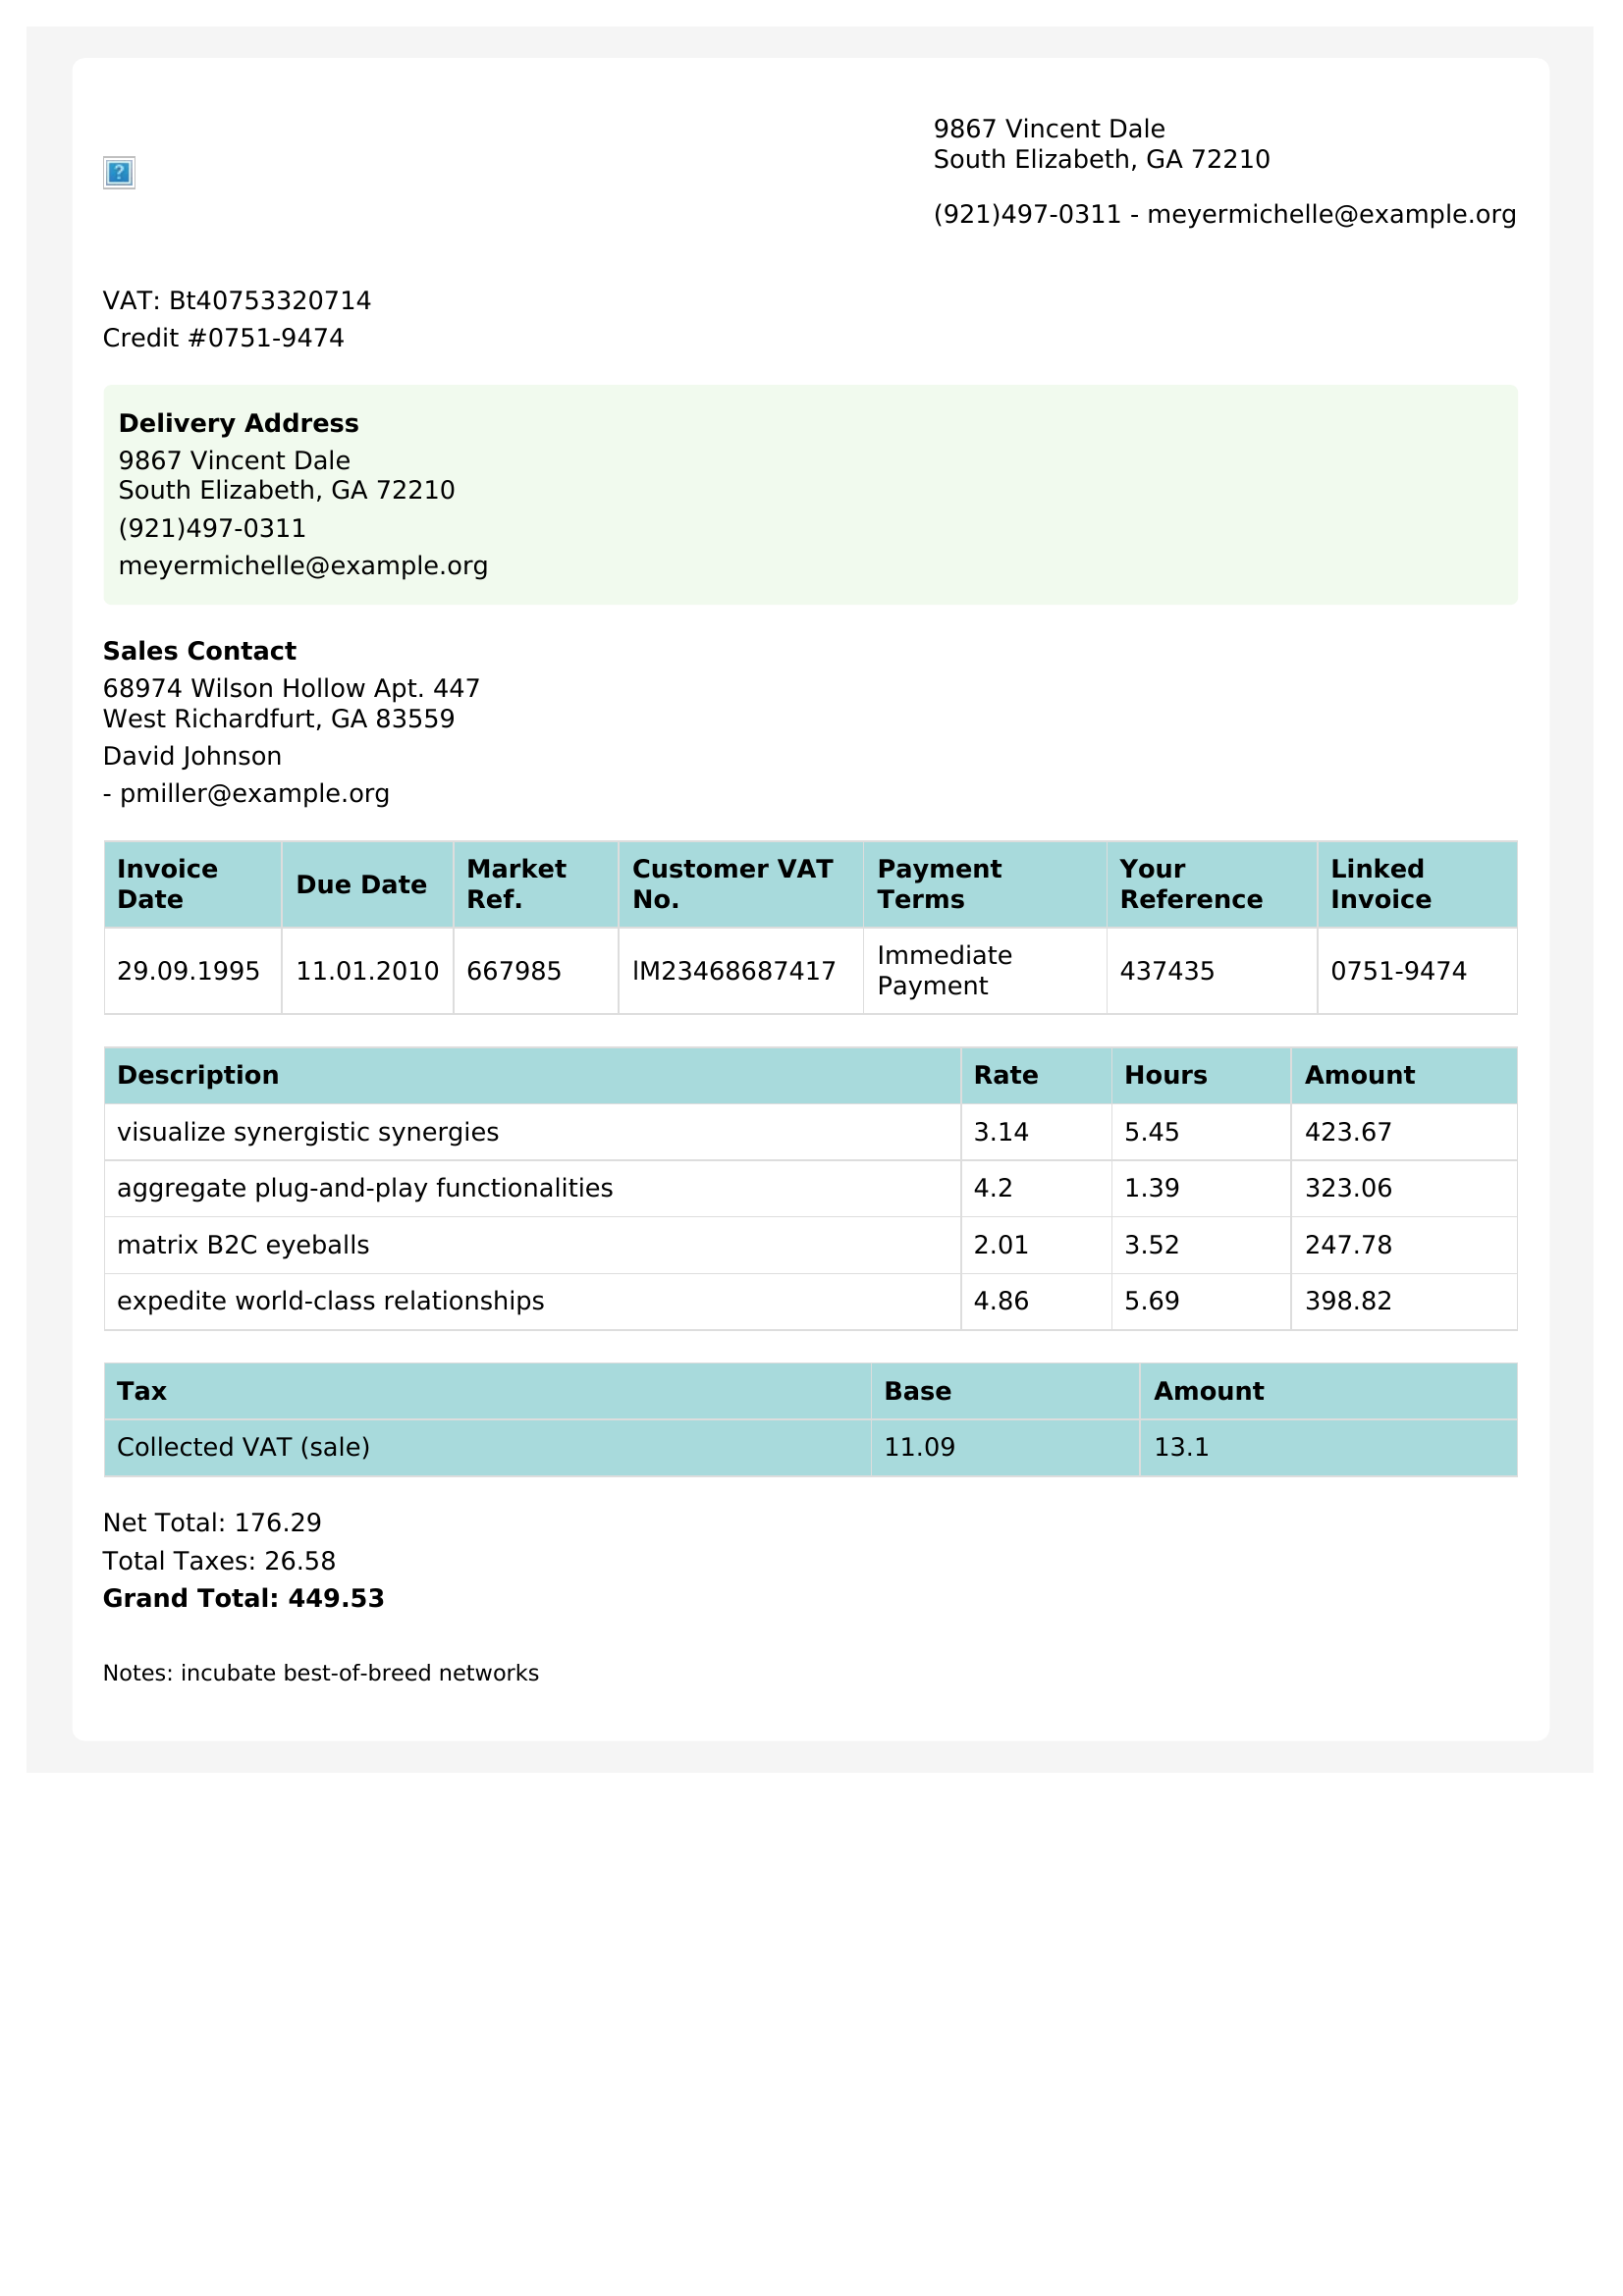 9867 Vincent Dale
South Elizabeth, GA 72210
(921)497-0311 - meyermichelle@example.org
VAT: Bt40753320714
Credit #0751-9474
Delivery Address
9867 Vincent Dale
South Elizabeth, GA 72210
(921)497-0311
meyermichelle@example.org
Sales Contact
68974 Wilson Hollow Apt. 447
West Richardfurt, GA 83559
David Johnson
- pmiller@example.org
Invoice Date Due Date Market Ref. Customer VAT No. Payment Terms Your Reference Linked Invoice
29.09.1995 11.01.2010 667985 lM23468687417 Immediate Payment 437435 0751-9474
Description Rate Hours Amount
visualize synergistic synergies 3.14 5.45 423.67
aggregate plug-and-play functionalities 4.2 1.39 323.06
matrix B2C eyeballs 2.01 3.52 247.78
expedite world-class relationships 4.86 5.69 398.82
Tax Base Amount
Collected VAT (sale) 11.09 13.1
Net Total: 176.29
Total Taxes: 26.58
Grand Total: 449.53
Notes: incubate best-of-breed networks